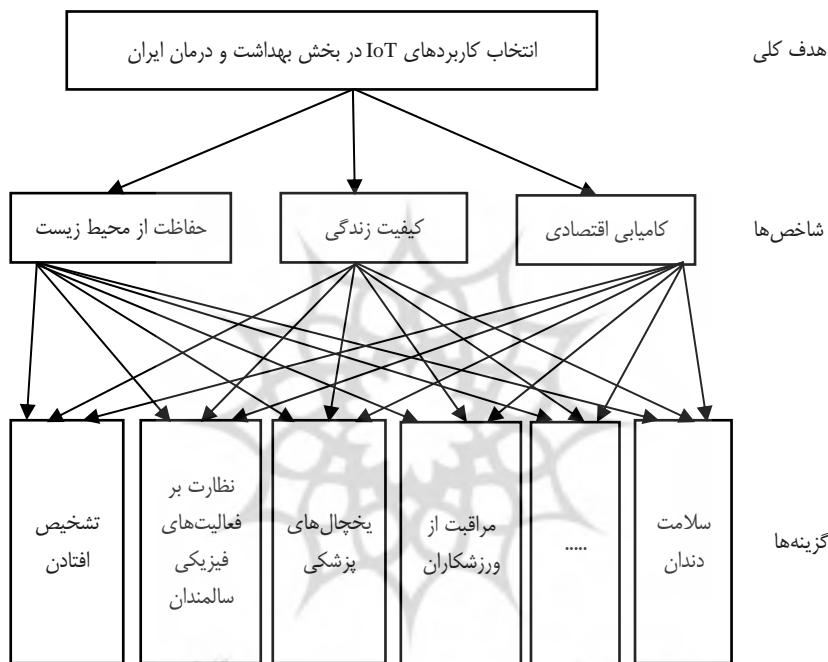 هدف کلی
انتخاب کاربردهای IoT در بخش بهداشت و درمان ایران
شاخص‌ها
کامیابی اقتصادی
کیفیت زندگی
حفاظت از محیط زیست
گزینه‌ها
سلامت
دندان
.....
مراقبت از
ورزشکاران
یخچال‌های
پزشکی
نظارت بر
فعالیت‌های
فیزیکی
سالمندان
تشخیص
افتادن